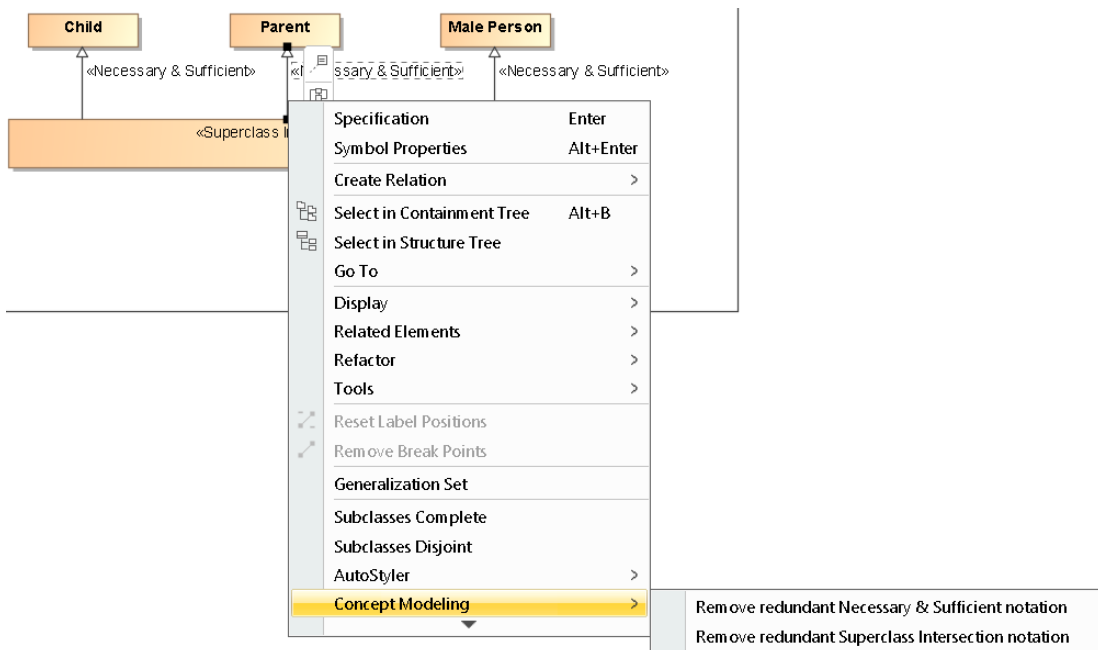 Child
Parent
Male Person
«Necessary & Sufficient»
ssary & Sufficient»
«Necessary & Sufficient»
«Superclass
Specification Enter
Symbol Properties Alt+Enter
Create Relation >
Select in Containment Tree Alt+B
Select in Structure Tree
Go To >
Display >
Related Elements >
Refactor >
Tools >
Reset Label Positions
Remove Break Points
Generalization Set
Subclasses Complete
Subclasses Disjoint
AutoStyler >
Concept Modeling >
Remove redundant Necessary & Sufficient notation
Remove redundant Superclass Intersection notation